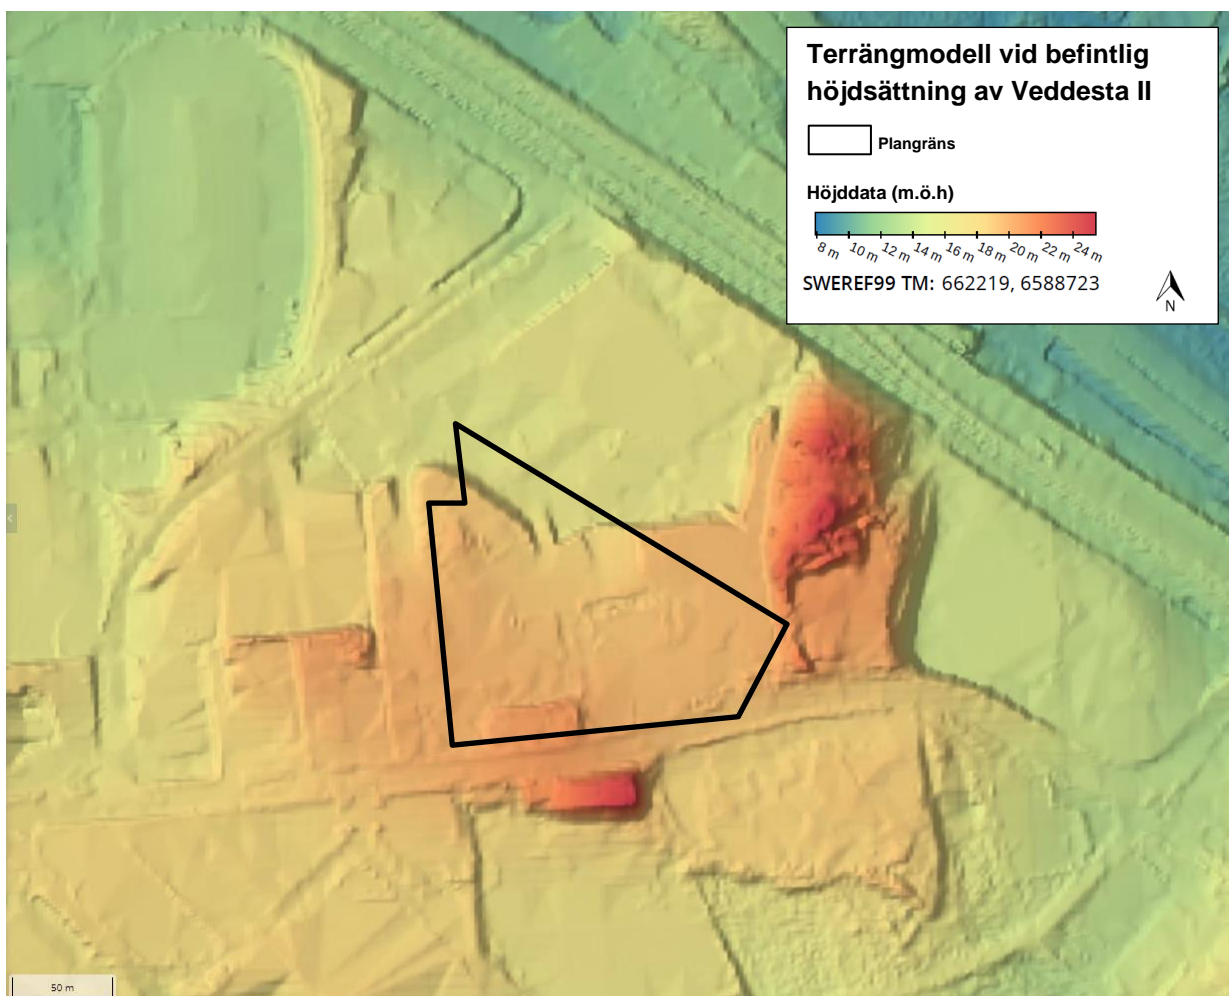 Terrängmodell vid befintlig
höjdsättning av Veddesta II
Plangräns
Höjddata (m.ö.h)
8 m 10 m 12 m 14 m 16 m 18 m 20 m 22 m 24 m
SWEREF99 TM: 662219, 6588723
N
50 m